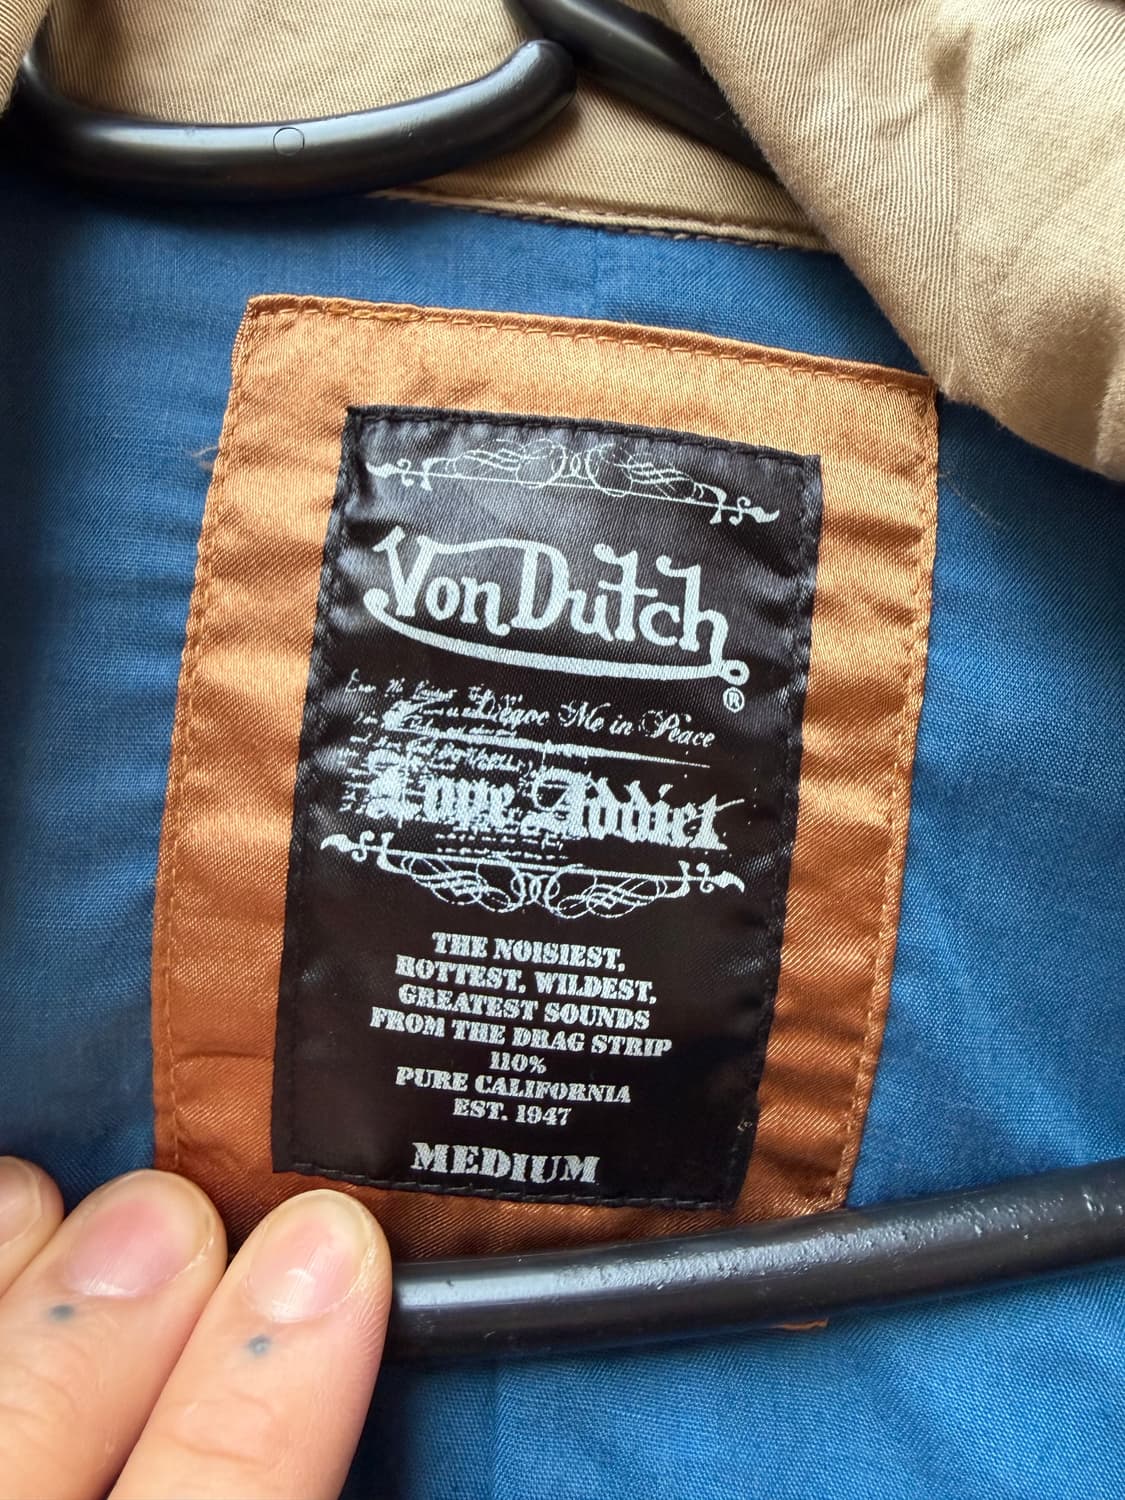 Von Dutch
®
Me in Peace
Love Addict
THE NOISIEST,
HOTTEST, WILDEST,
GREATEST SOUNDS
FROM THE DRAG STRIP
110%
PURE CALIFORNIA
EST. 1947
MEDIUM